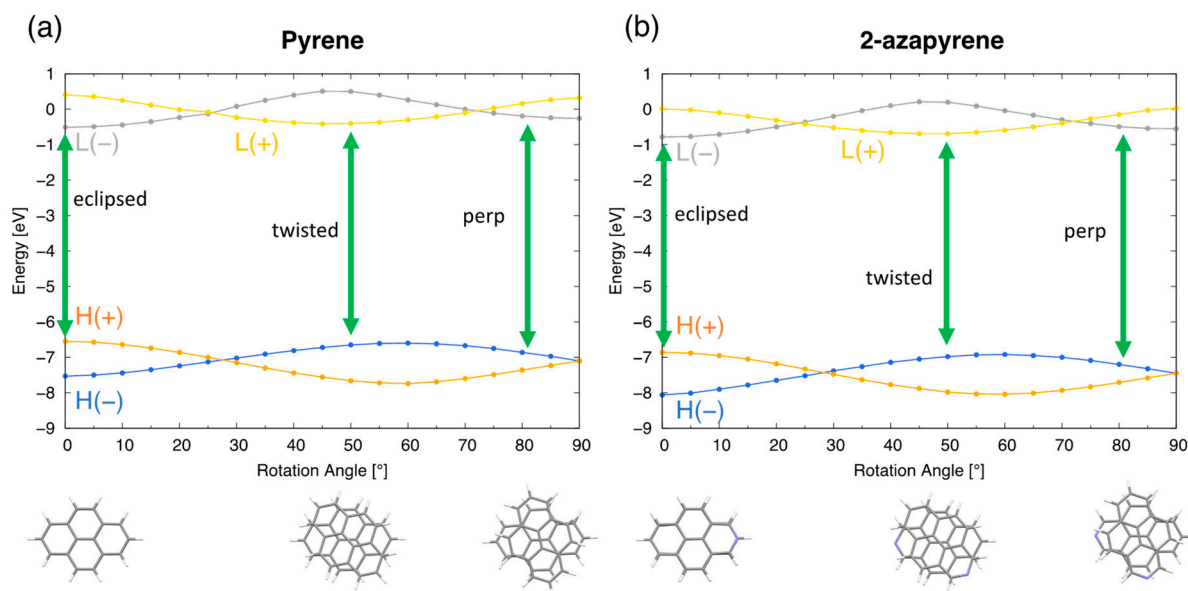 (a)
Pyrene
1
0
−1
−2
−3
−4
−5
−6
−7
−8
−9
Energy [eV]
L(−)
L(+)
eclipsed
twisted
perp
H(+)
H(−)
0 10 20 30 40 50 60 70 80 90
Rotation Angle [°]
(b)
2-azapyrene
1
0
−1
−2
−3
−4
−5
−6
−7
−8
−9
Energy [eV]
L(−)
L(+)
eclipsed
twisted
perp
H(+)
H(−)
0 10 20 30 40 50 60 70 80 90
Rotation Angle [°]